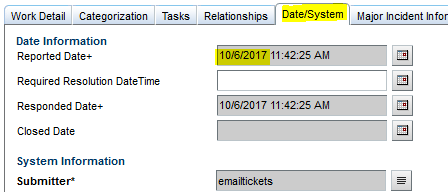 Work Detail Categorization Tasks Relationships Date/System Major Incident Infor
Date Information
Reported Date+ 10/6/2017 11:42:25 AM
Required Resolution DateTime
Responded Date+ 10/6/2017 11:42:25 AM
Closed Date
System Information
Submitter* emailtickets